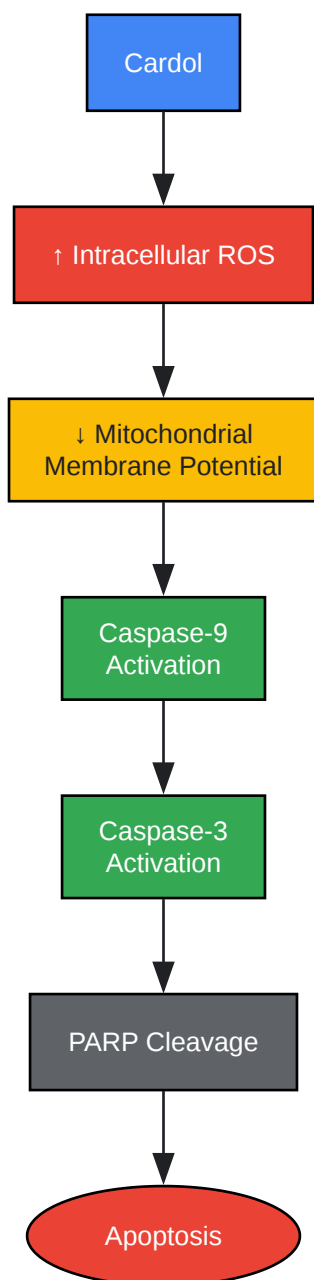 Cardol
↑ Intracellular ROS
↓ Mitochondrial
Membrane Potential
Caspase-9
Activation
Caspase-3
Activation
PARP Cleavage
Apoptosis